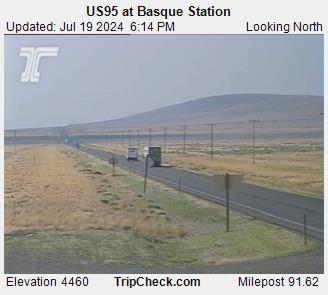 US95 at Basque Station
Updated: Jul 19 2024 6:14 PM Looking North
Elevation 4460 TripCheck.com Milepost 91.62